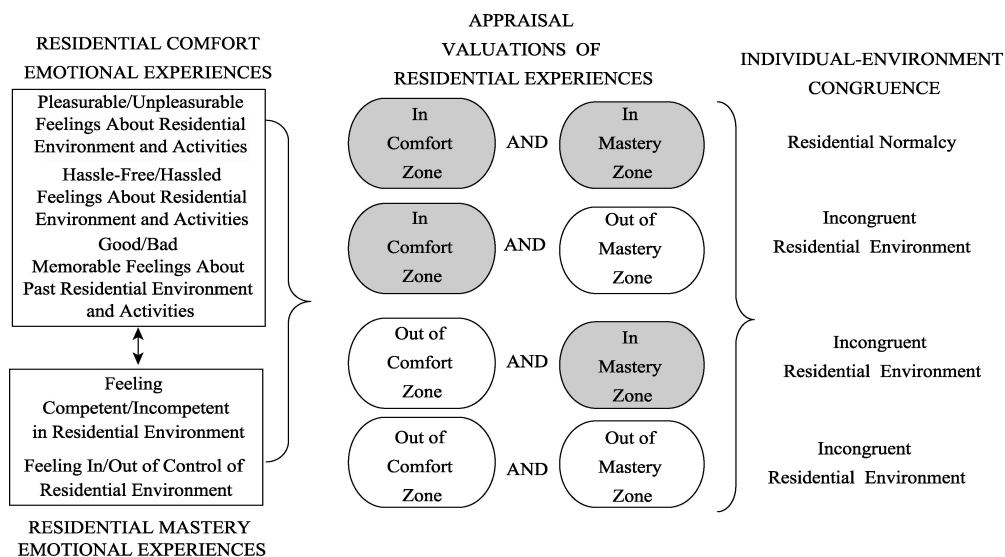 RESIDENTIAL COMFORT
EMOTIONAL EXPERIENCES
Pleasurable/Unpleasurable
Feelings About Residential
Environment and Activities
Hassle-Free/Hassled
Feelings About Residential
Environment and Activities
Good/Bad
Memorable Feelings About
Past Residential Environment
and Activities
Feeling
Competent/Incompetent
in Residential Environment
Feeling In/Out of Control of
Residential Environment
RESIDENTIAL MASTERY
EMOTIONAL EXPERIENCES
APPRAISAL
VALUATIONS OF
RESIDENTIAL EXPERIENCES
In
Comfort
Zone
AND
In
Mastery
Zone
In
Comfort
Zone
AND
Out of
Mastery
Zone
Out of
Comfort
Zone
AND
In
Mastery
Zone
Out of
Comfort
Zone
AND
Out of
Mastery
Zone
INDIVIDUAL-ENVIRONMENT
CONGRUENCE
Residential Normalcy
Incongruent
Residential Environment
Incongruent
Residential Environment
Incongruent
Residential Environment